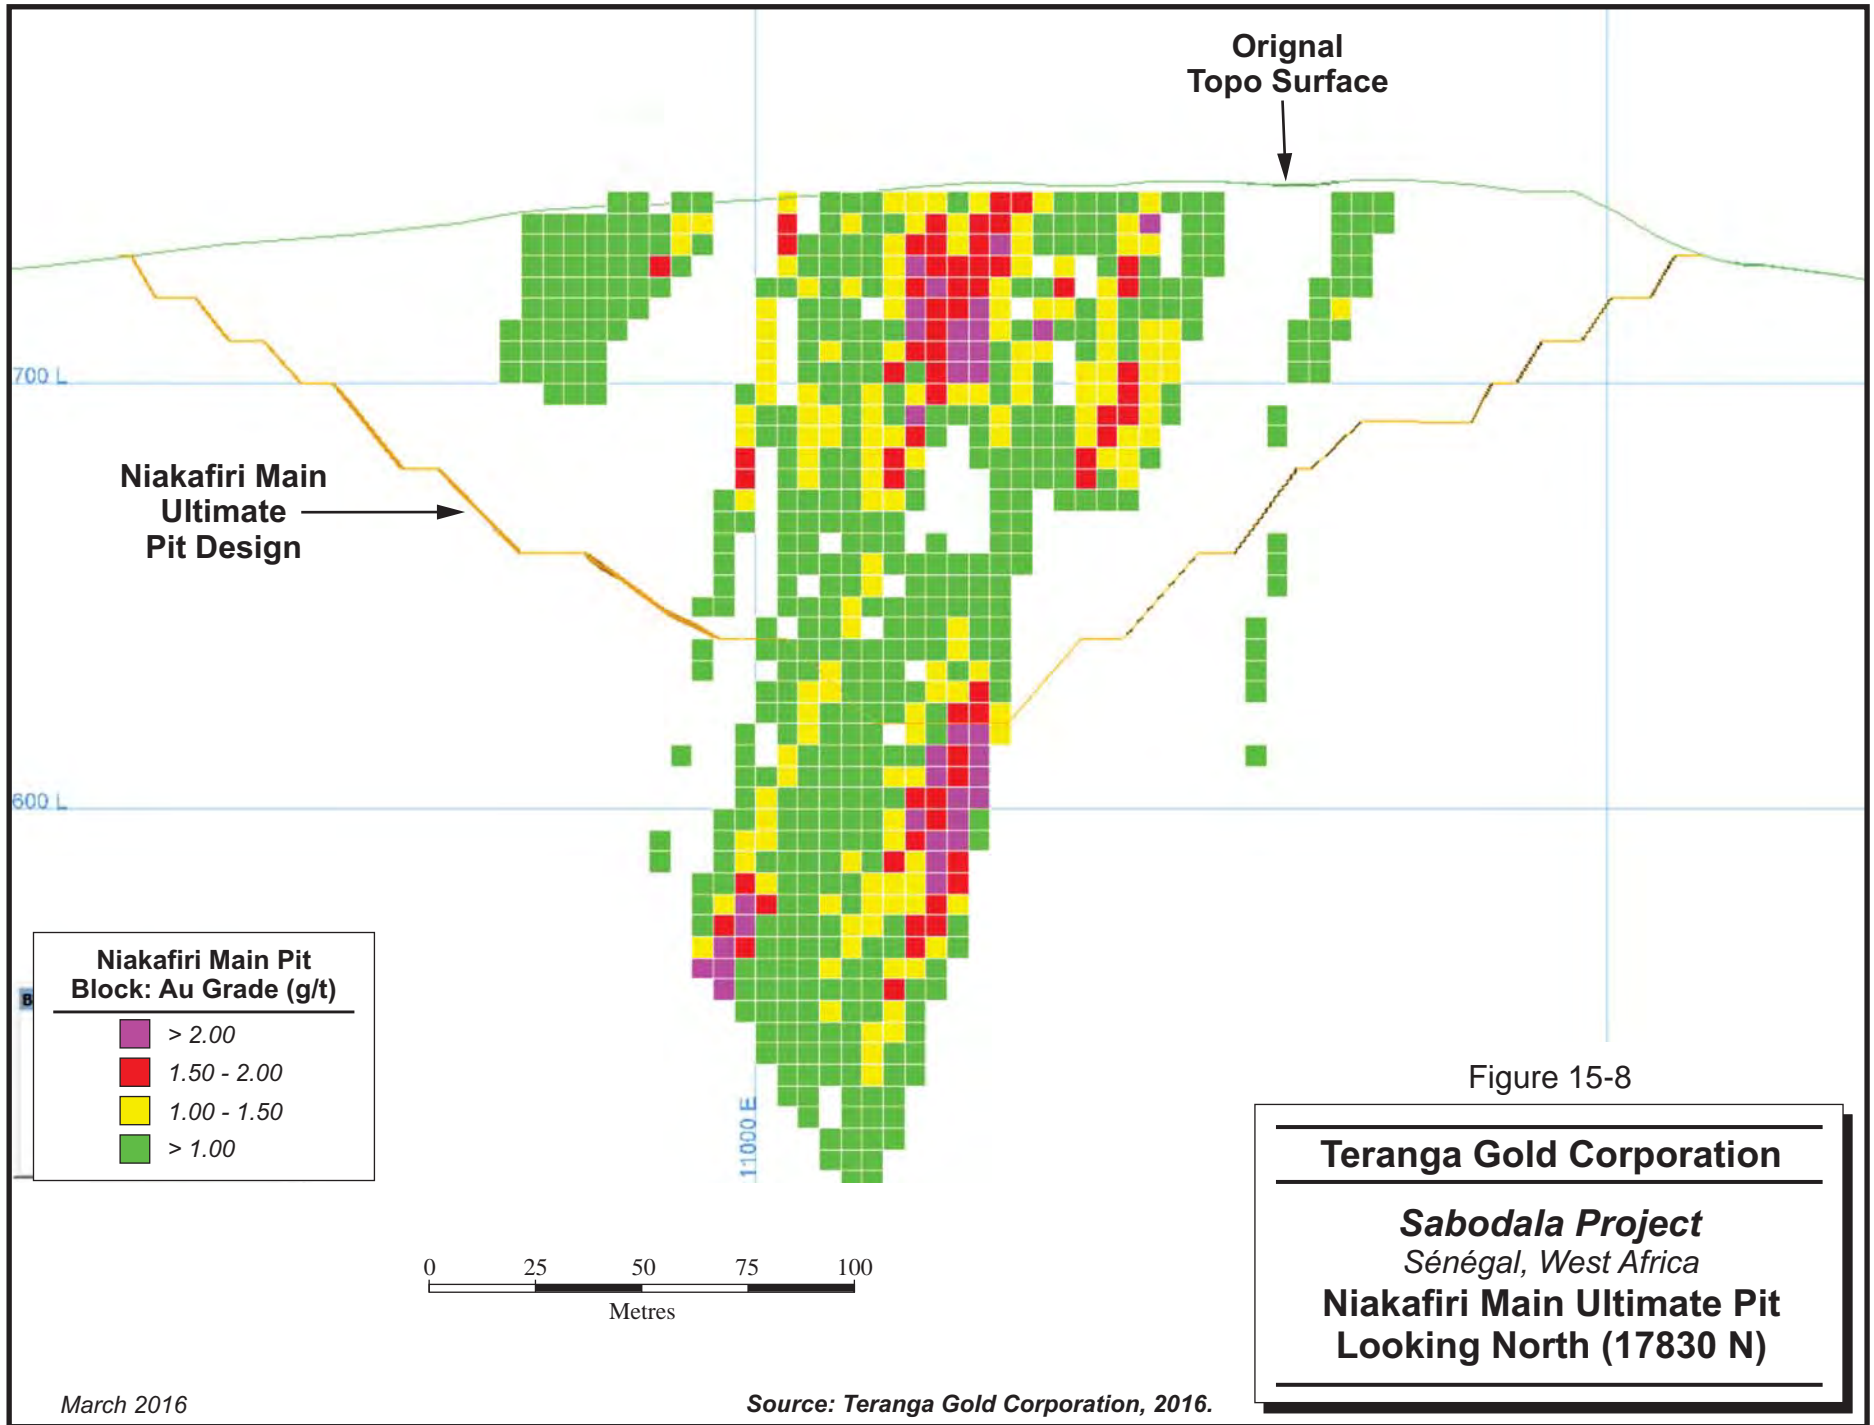 Orignal
Topo Surface
700 L
Niakafiri Main
Ultimate
Pit Design
600 L
Niakafiri Main Pit
Block: Au Grade (g/t)
B
> 2.00
1.50 - 2.00
1.00 - 1.50
> 1.00
11000 E
Figure 15-8
Teranga Gold Corporation
Sabodala Project
Sénégal, West Africa
Niakafiri Main Ultimate Pit
Looking North (17830 N)
0 25 50 75 100
Metres
March 2016
Source: Teranga Gold Corporation, 2016.